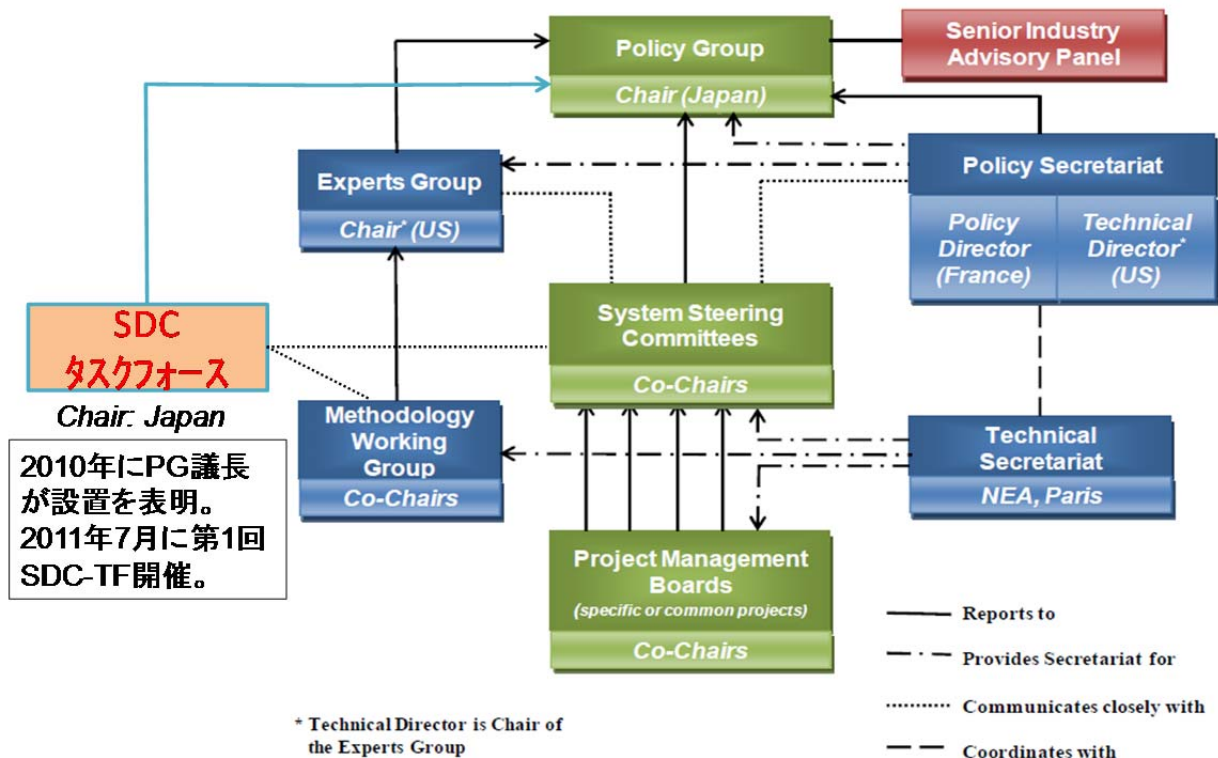 Policy Group
Chair (Japan)
Senior Industry
Advisory Panel
Experts Group
Chair* (US)
Policy Secretariat
Policy
Director
(France)
Technical
Director*
(US)
SDC
タスクフォース
Chair: Japan
System Steering
Committees
Co-Chairs
2010年にPG議長
が設置を表明。
2011年7月に第1回
SDC-TF開催。
Methodology
Working
Group
Co-Chairs
Technical
Secretariat
NEA, Paris
Project Management
Boards
(specific or common projects)
Co-Chairs
Reports to
Provides Secretariat for
Communicates closely with
Coordinates with
* Technical Director is Chair of
the Experts Group